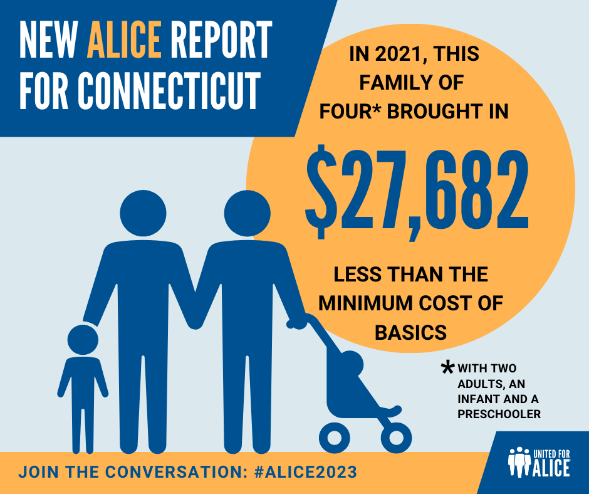 NEW ALICE REPORT
FOR CONNECTICUT
IN 2021, THIS
FAMILY OF
FOUR* BROUGHT IN
$27,682
LESS THAN THE
MINIMUM COST OF
BASICS
* WITH TWO
ADULTS, AN
INFANT AND A
PRESCHOOLER
JOIN THE CONVERSATION: #ALICE2023
UNITED FOR
ALICE